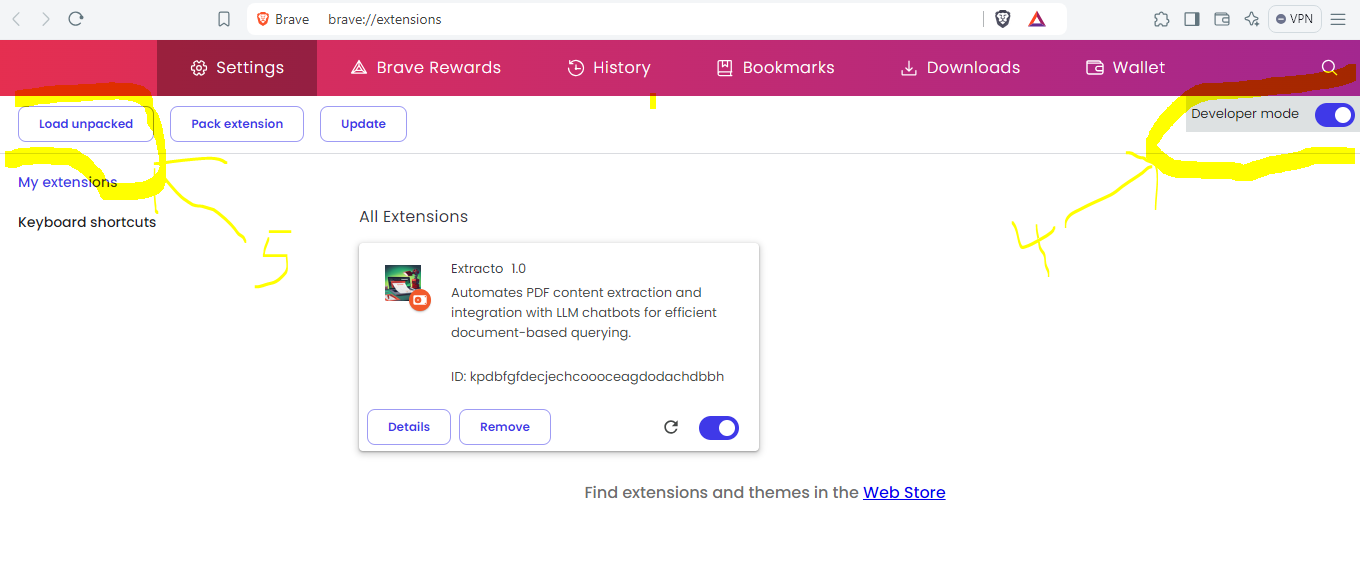 Brave brave://extensions VPN
Settings Brave Rewards History Bookmarks Downloads Wallet
Load unpacked Pack extension Update Developer mode
My extensions
Keyboard shortcuts
All Extensions
Extracto 1.0
Automates PDF content extraction and
integration with LLM chatbots for efficient
document-based querying.
ID: kpdbfgfdecjechcoooceagdodachdbbh
Details Remove
Find extensions and themes in the Web Store
5
4